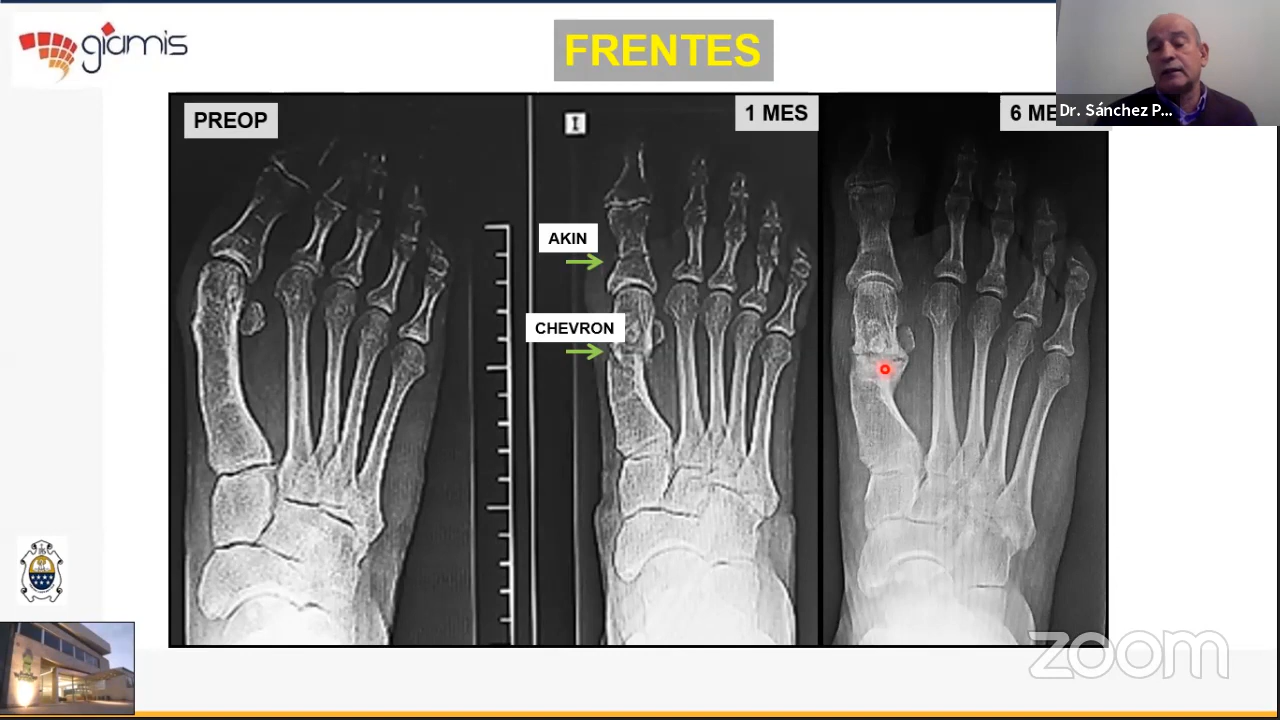 giamis
FRENTES
Dr. Sánchez P...
PREOP
I
1 MES
6 ME
AKIN
CHEVRON
zoom